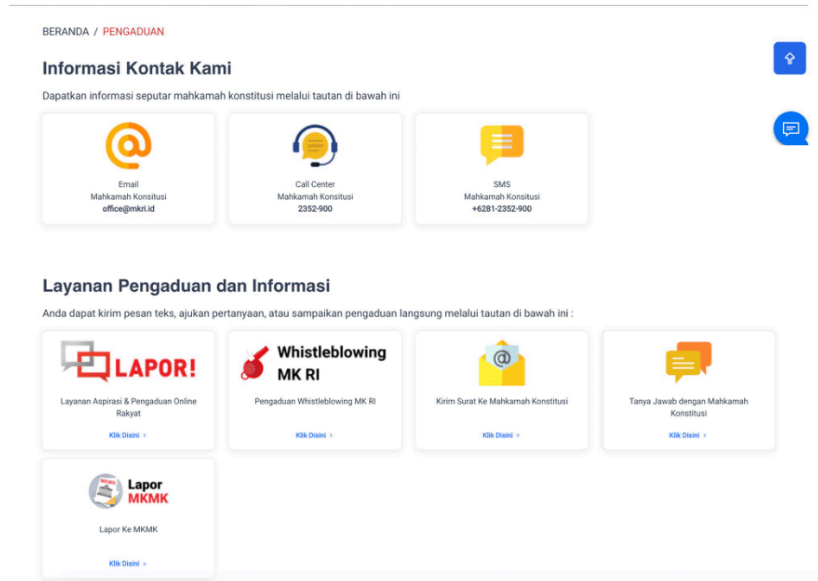 BERANDA / PENGADUAN
Informasi Kontak Kami
Dapatkan informasi seputar mahkamah konstitusi melalui tautan di bawah ini
Email
Mahkamah Konsitusi
office@mkri.id
Call Center
Mahkamah Konsitusi
2352-900
SMS
Mahkamah Konsitusi
+6281-2352-900
Layanan Pengaduan dan Informasi
Anda dapat kirim pesan teks, ajukan pertanyaan, atau sampaikan pengaduan langsung melalui tautan di bawah ini :
LAPOR!
Layanan Aspirasi & Pengaduan Online
Rakyat
Klik Disini >
Whistleblowing
MK RI
Pengaduan Whistleblowing MK RI
Klik Disini >
@
Kirim Surat Ke Mahkamah Konstitusi
Klik Disini >
Tanya Jawab dengan Mahkamah
Konstitusi
Klik Disini >
Lapor
MKMK
Lapor Ke MKMK
Klik Disini >